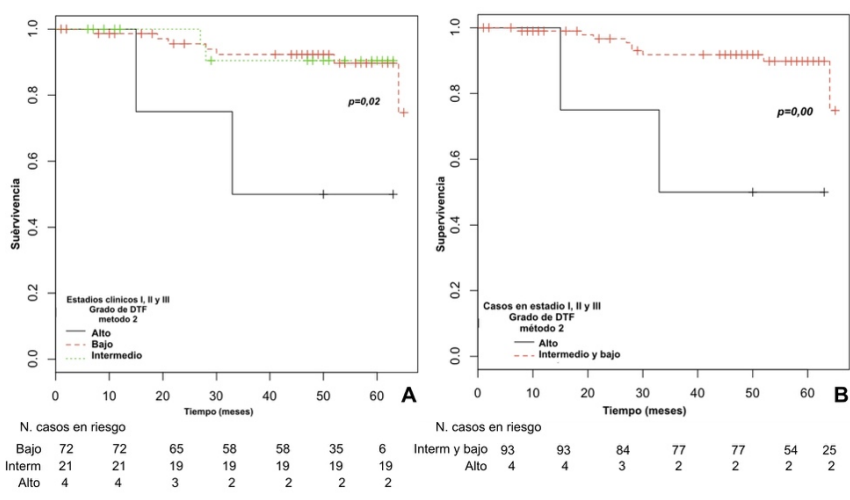 1.0
0.8
0.6
0.4
0.2
0.0
Suèrvivencia
p=0,02
Estadios clinicos I, II y III
Grado de DTF
metodo 2
Alto
Bajo
Intermedio
0 10 20 30 40 50 60
Tiempo (meses)
A
N. casos en riesgo
Bajo 72 72 65 58 58 35 6
Interm 21 21 19 19 19 19 19
Alto 4 4 3 2 2 2 2
1.0
0.8
0.6
0.4
0.2
0.0
Supervivencia
p=0,00
Casos en estadio I, II y III
Grado de DTF
método 2
Alto
Intermedio y bajo
0 10 20 30 40 50 60
Tiempo (meses)
B
N. casos en riesgo
Interm y bajo 93 93 84 77 77 54 25
Alto 4 4 3 2 2 2 2